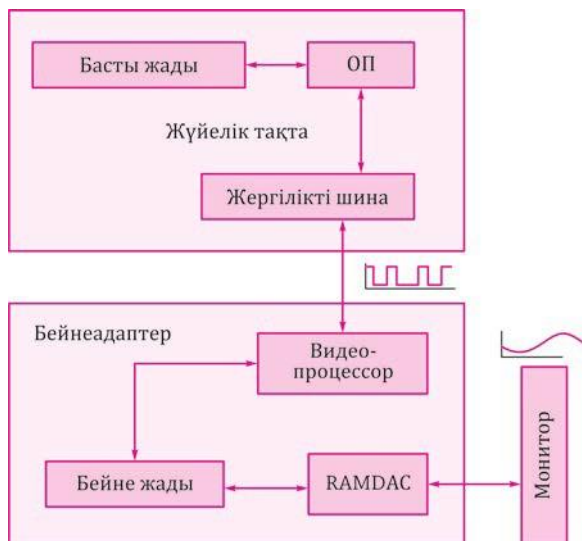 Басты жады
ОП
Жүйелік тақта
Жергілікті шина
Бейнеадаптер
Видео-
процессор
Бейне жады
RAMDAC
Монитор